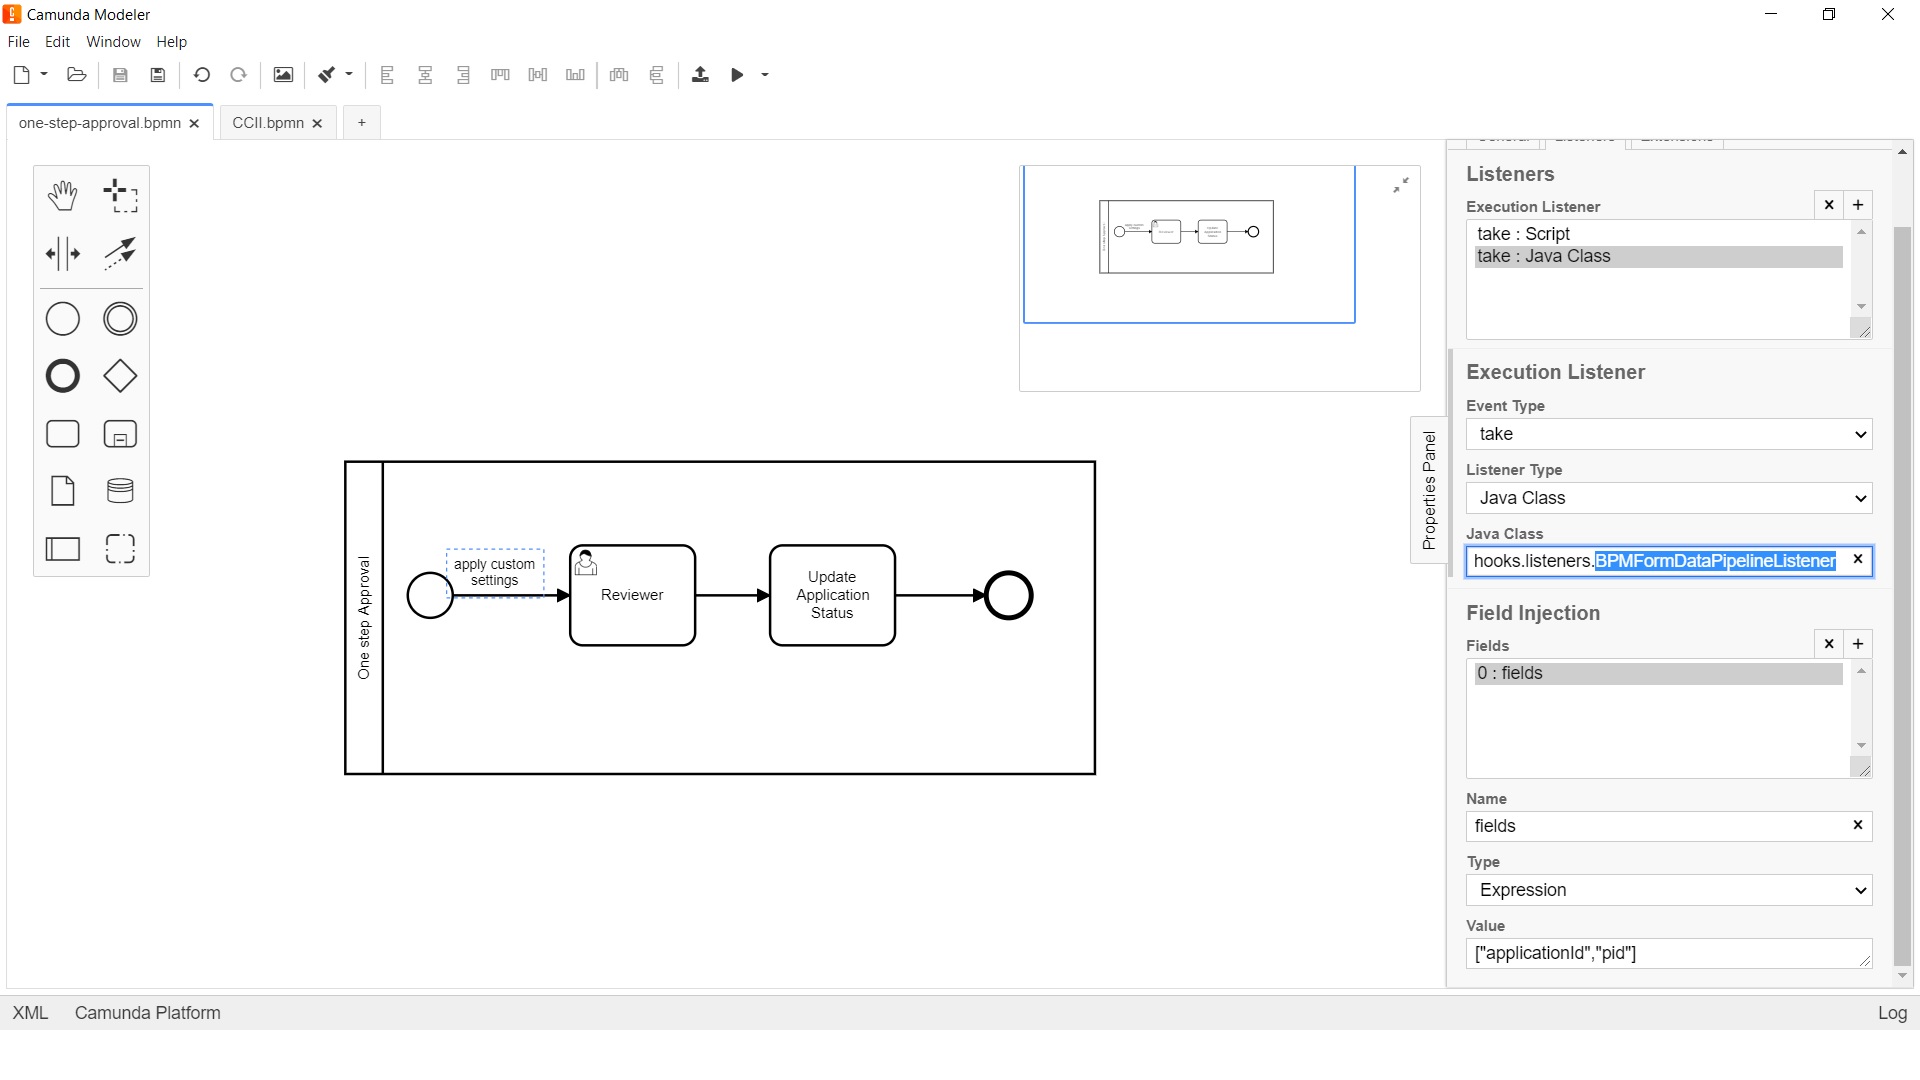 Camunda Modeler
File Edit Window Help
one-step-approval.bpmn
CCII.bpmn
+
One step Approval
apply custom
settings
Reviewer
Update
Application
Status
Properties Panel
General Listeners Extensions
Listeners
Execution Listener
take : Script
take : Java Class
Execution Listener
Event Type
take
Listener Type
Java Class
Java Class
hooks.listeners.BPMFormDataPipelineListener
Field Injection
Fields
0 : fields
Name
fields
Type
Expression
Value
["applicationId","pid"]
XML Camunda Platform Log